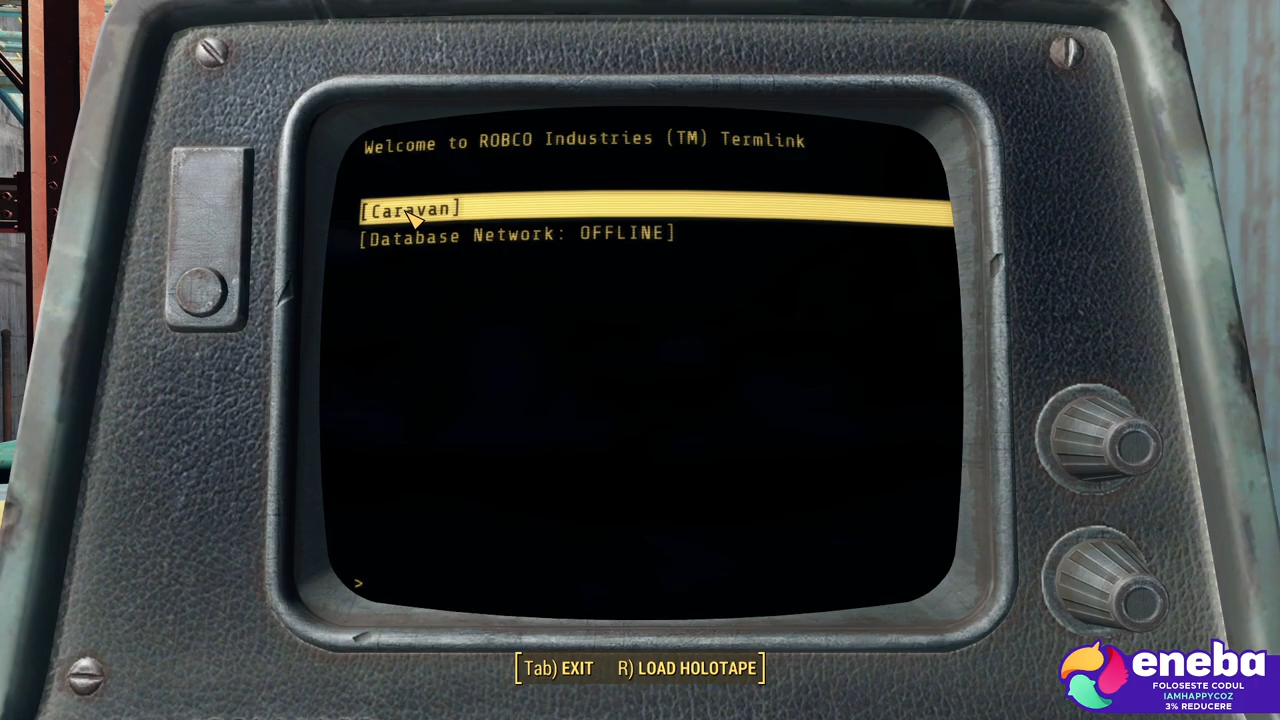 Welcome to ROBCO Industries (TM) Termlink
[Caravan]
[Database Network: OFFLINE]
>
[Tab) EXIT R) LOAD HOLOTAPE]
eneba
FOLOSESTE CODUL
IAMHAPPYCOZ
3% REDUCERE